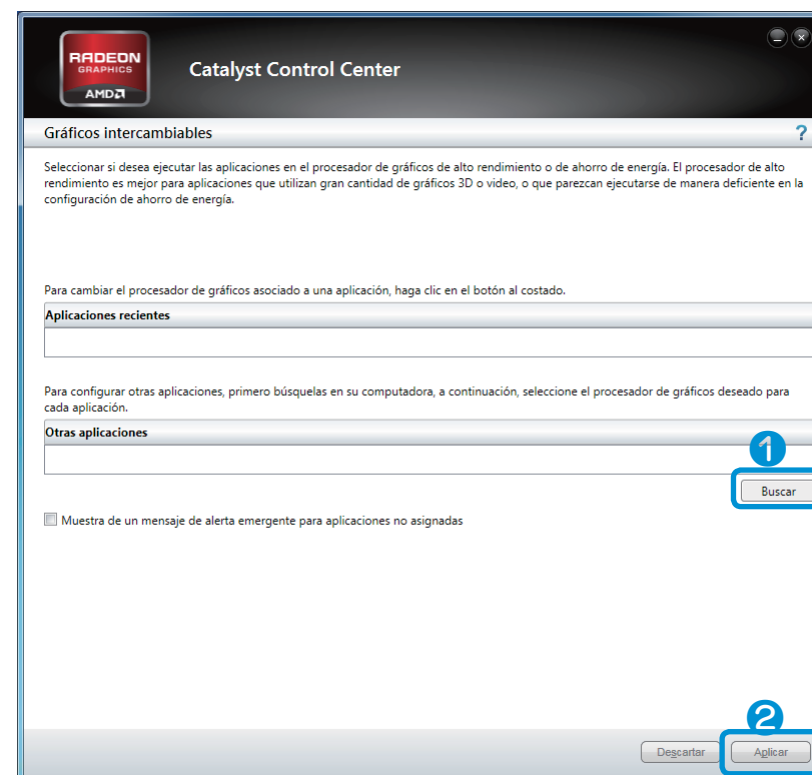 RADEON
GRAPHICS
AMD
Catalyst Control Center
Gráficos intercambiables
?
Seleccionar si desea ejecutar las aplicaciones en el procesador de gráficos de alto rendimiento o de ahorro de energía. El procesador de alto
rendimiento es mejor para aplicaciones que utilizan gran cantidad de gráficos 3D o video, o que parezcan ejecutarse de manera deficiente en la
configuración de ahorro de energía.
Para cambiar el procesador de gráficos asociado a una aplicación, haga clic en el botón al costado.
Aplicaciones recientes
Para configurar otras aplicaciones, primero búsquelas en su computadora, a continuación, seleccione el procesador de gráficos deseado para
cada aplicación.
Otras aplicaciones
1
Buscar
Muestra de un mensaje de alerta emergente para aplicaciones no asignadas
2
Descartar
Aplicar